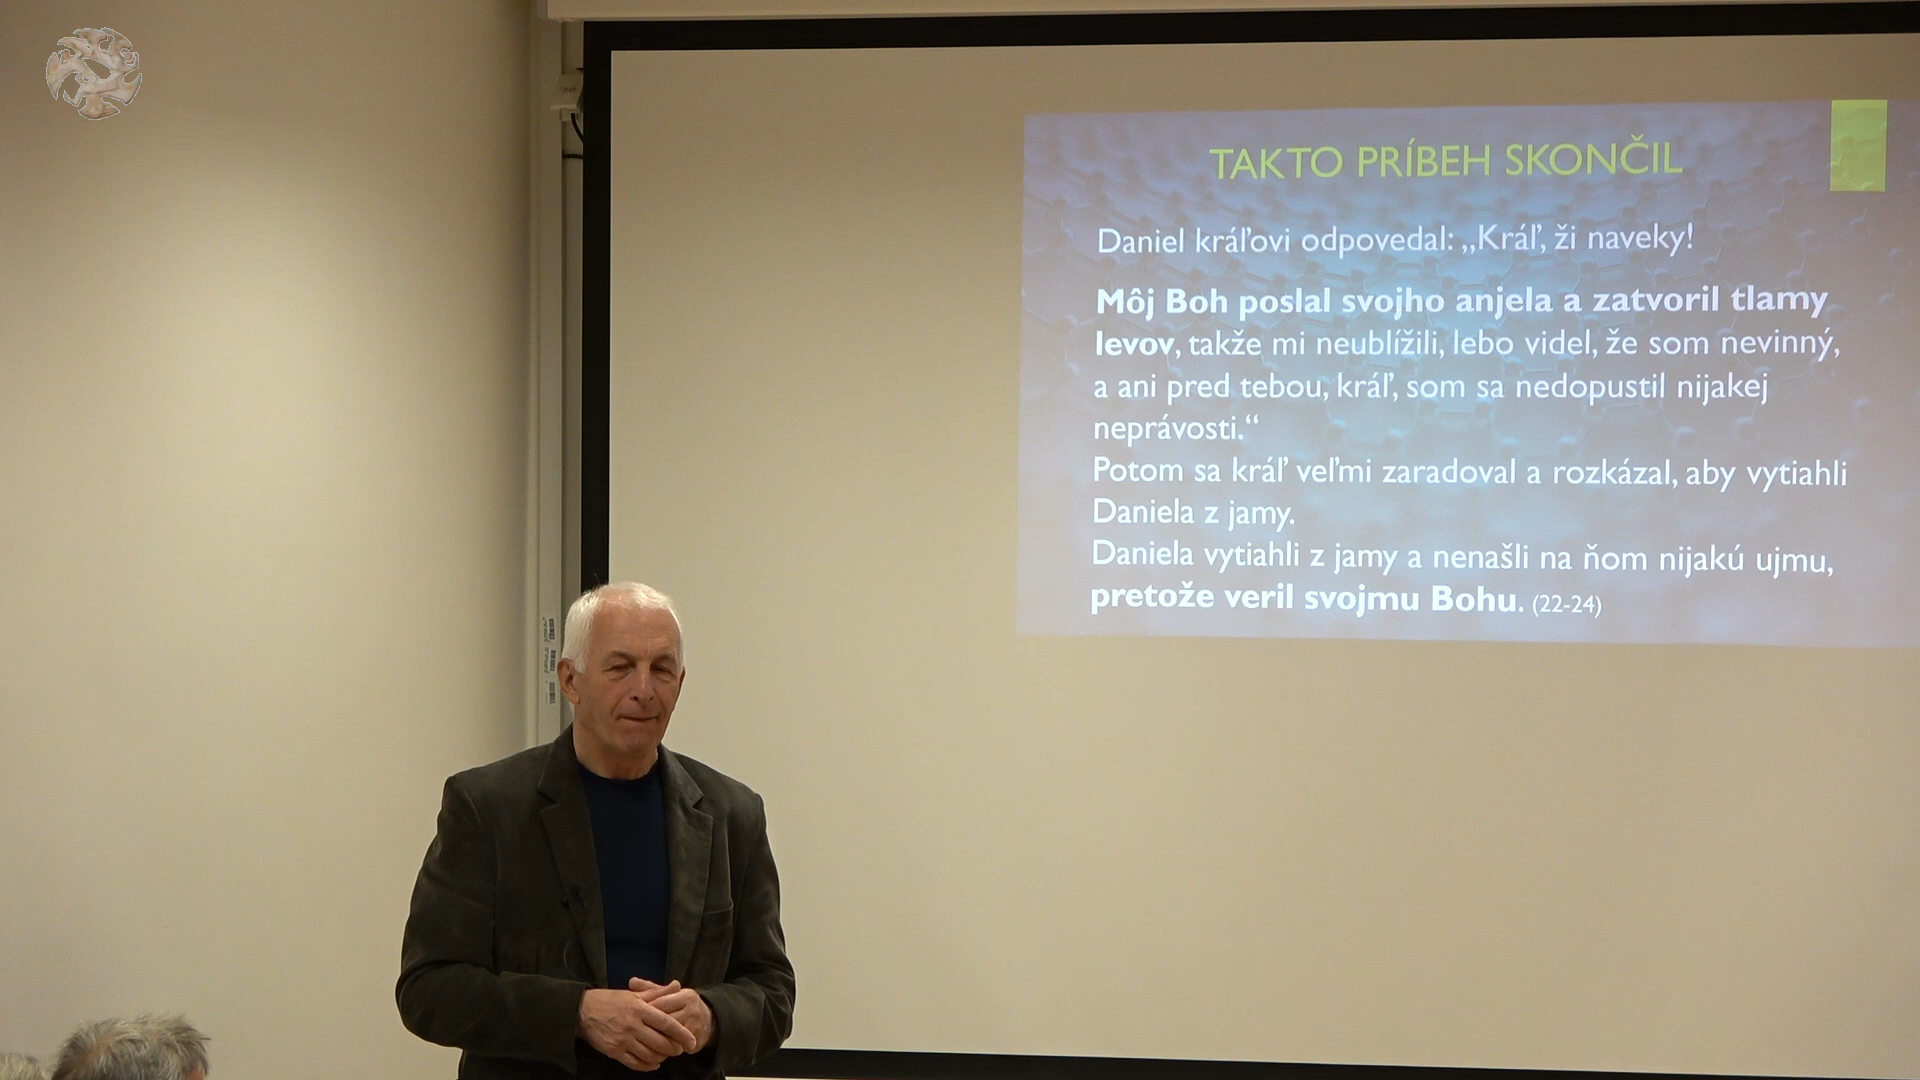 TAKTO PRÍBEH SKONČIL
Daniel kráľovi odpovedal: „Kráľ, ži naveky!
Môj Boh poslal svojho anjela a zatvoril tlamy
levov, takže mi neublížili, lebo videl, že som nevinný,
a ani pred tebou, kráľ, som sa nedopustil nijakej
neprávosti.“
Potom sa kráľ veľmi zaradoval a rozkázal, aby vytiahli
Daniela z jamy.
Daniela vytiahli z jamy a nenašli na ňom nijakú ujmu,
pretože veril svojmu Bohu. (22-24)